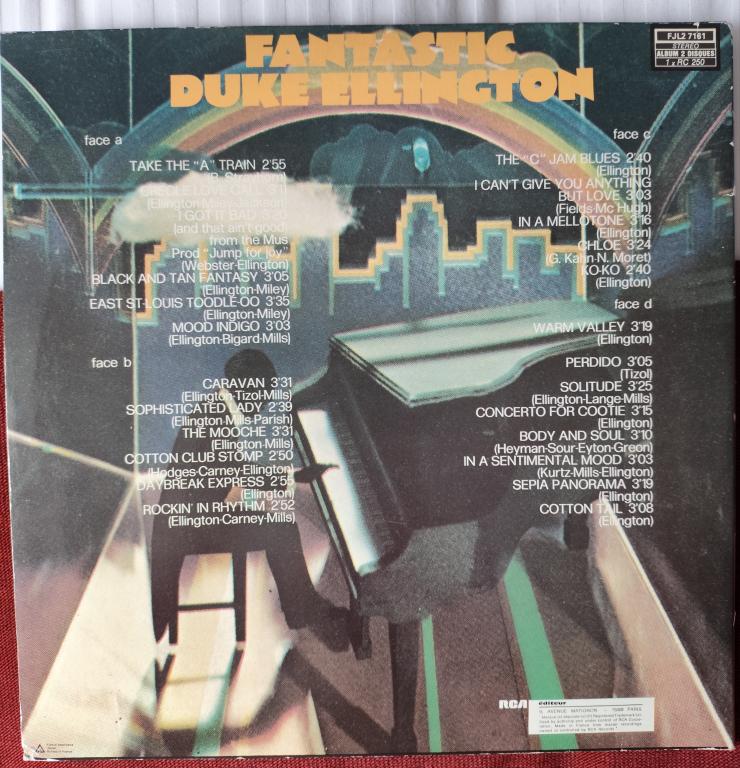 FANTASTIC
DUKE ELLINGTON
FJL2 7161
STEREO
ALBUM 2 DISQUES
1 x RC 250
face a
TAKE THE "A" TRAIN 2'55
(B. Strayhorn)
CREOLE LOVE CALL
(Ellington-Miley-Jackson)
I GOT IT BAD
(and that ain't good)
from the Mus
Prod "Jump for joy"
(Webster-Ellington)
BLACK AND TAN FANTASY 3'05
(Ellington-Miley)
EAST ST-LOUIS TOODLE-OO 3'35
(Ellington-Miley)
MOOD INDIGO 3'03
(Ellington-Bigard-Mills)
face b
CARAVAN 3'31
(Ellington-Tizol-Mills)
SOPHISTICATED LADY 2'39
(Ellington-Mills-Parish)
THE MOOCHE 3'31
(Ellington-Mills)
COTTON CLUB STOMP 2'50
(Hodges-Carney-Ellington)
DAYBREAK EXPRESS 2'55
(Ellington)
ROCKIN' IN RHYTHM 2'52
(Ellington-Carney-Mills)
face c
THE "C" JAM BLUES 2'40
(Ellington)
I CAN'T GIVE YOU ANYTHING
BUT LOVE 3'03
(Fields-Mc Hugh)
IN A MELLOTONE 3'16
(Ellington)
CHLOE 3'24
(G. Kahn-N. Moret)
KO-KO 2'40
(Ellington)
face d
WARM VALLEY 3'19
(Ellington)
PERDIDO 3'05
(Tizol)
SOLITUDE 3'25
(Ellington-Lange-Mills)
CONCERTO FOR COOTIE 3'15
(Ellington)
BODY AND SOUL 3'10
(Heyman-Sour-Eyton-Green)
IN A SENTIMENTAL MOOD 3'03
(Kurtz-Mills-Ellington)
SEPIA PANORAMA 3'19
(Ellington)
COTTON TAIL 3'08
(Ellington)
RCA éditeur
9, AVENUE MATIGNON - 75008 PARIS